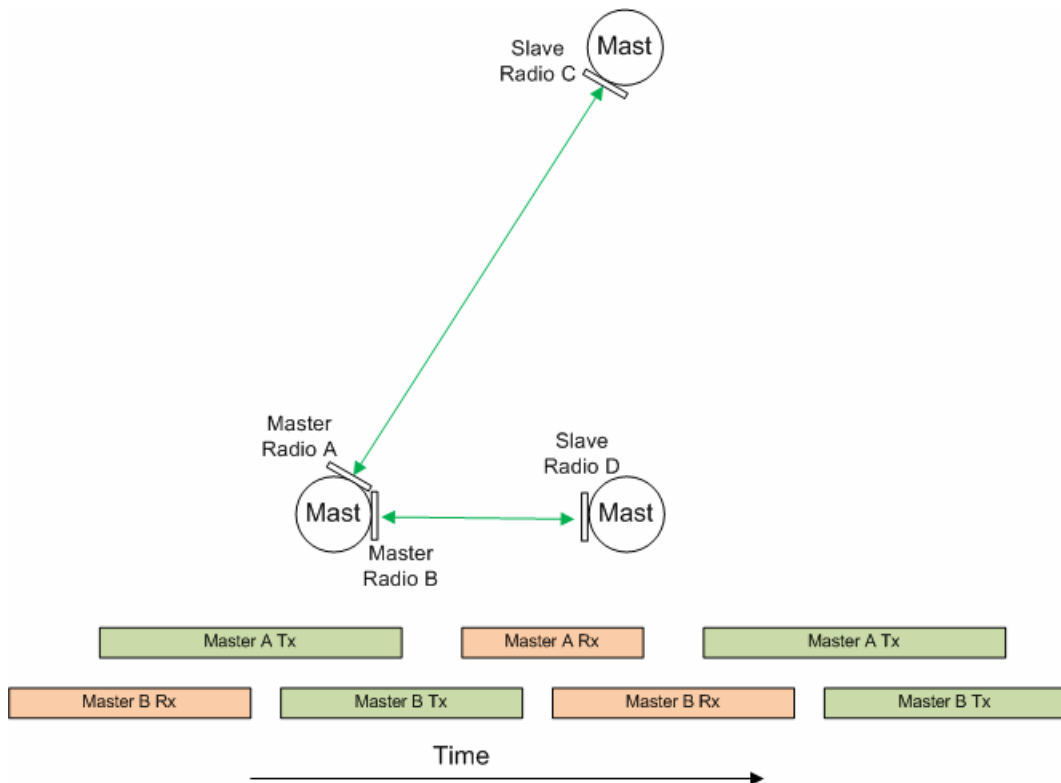 Slave
Radio C
Mast
Master
Radio A
Slave
Radio D
Mast
Mast
Master
Radio B
Master A Tx
Master A Rx
Master A Tx
Master B Rx
Master B Tx
Master B Rx
Master B Tx
Time